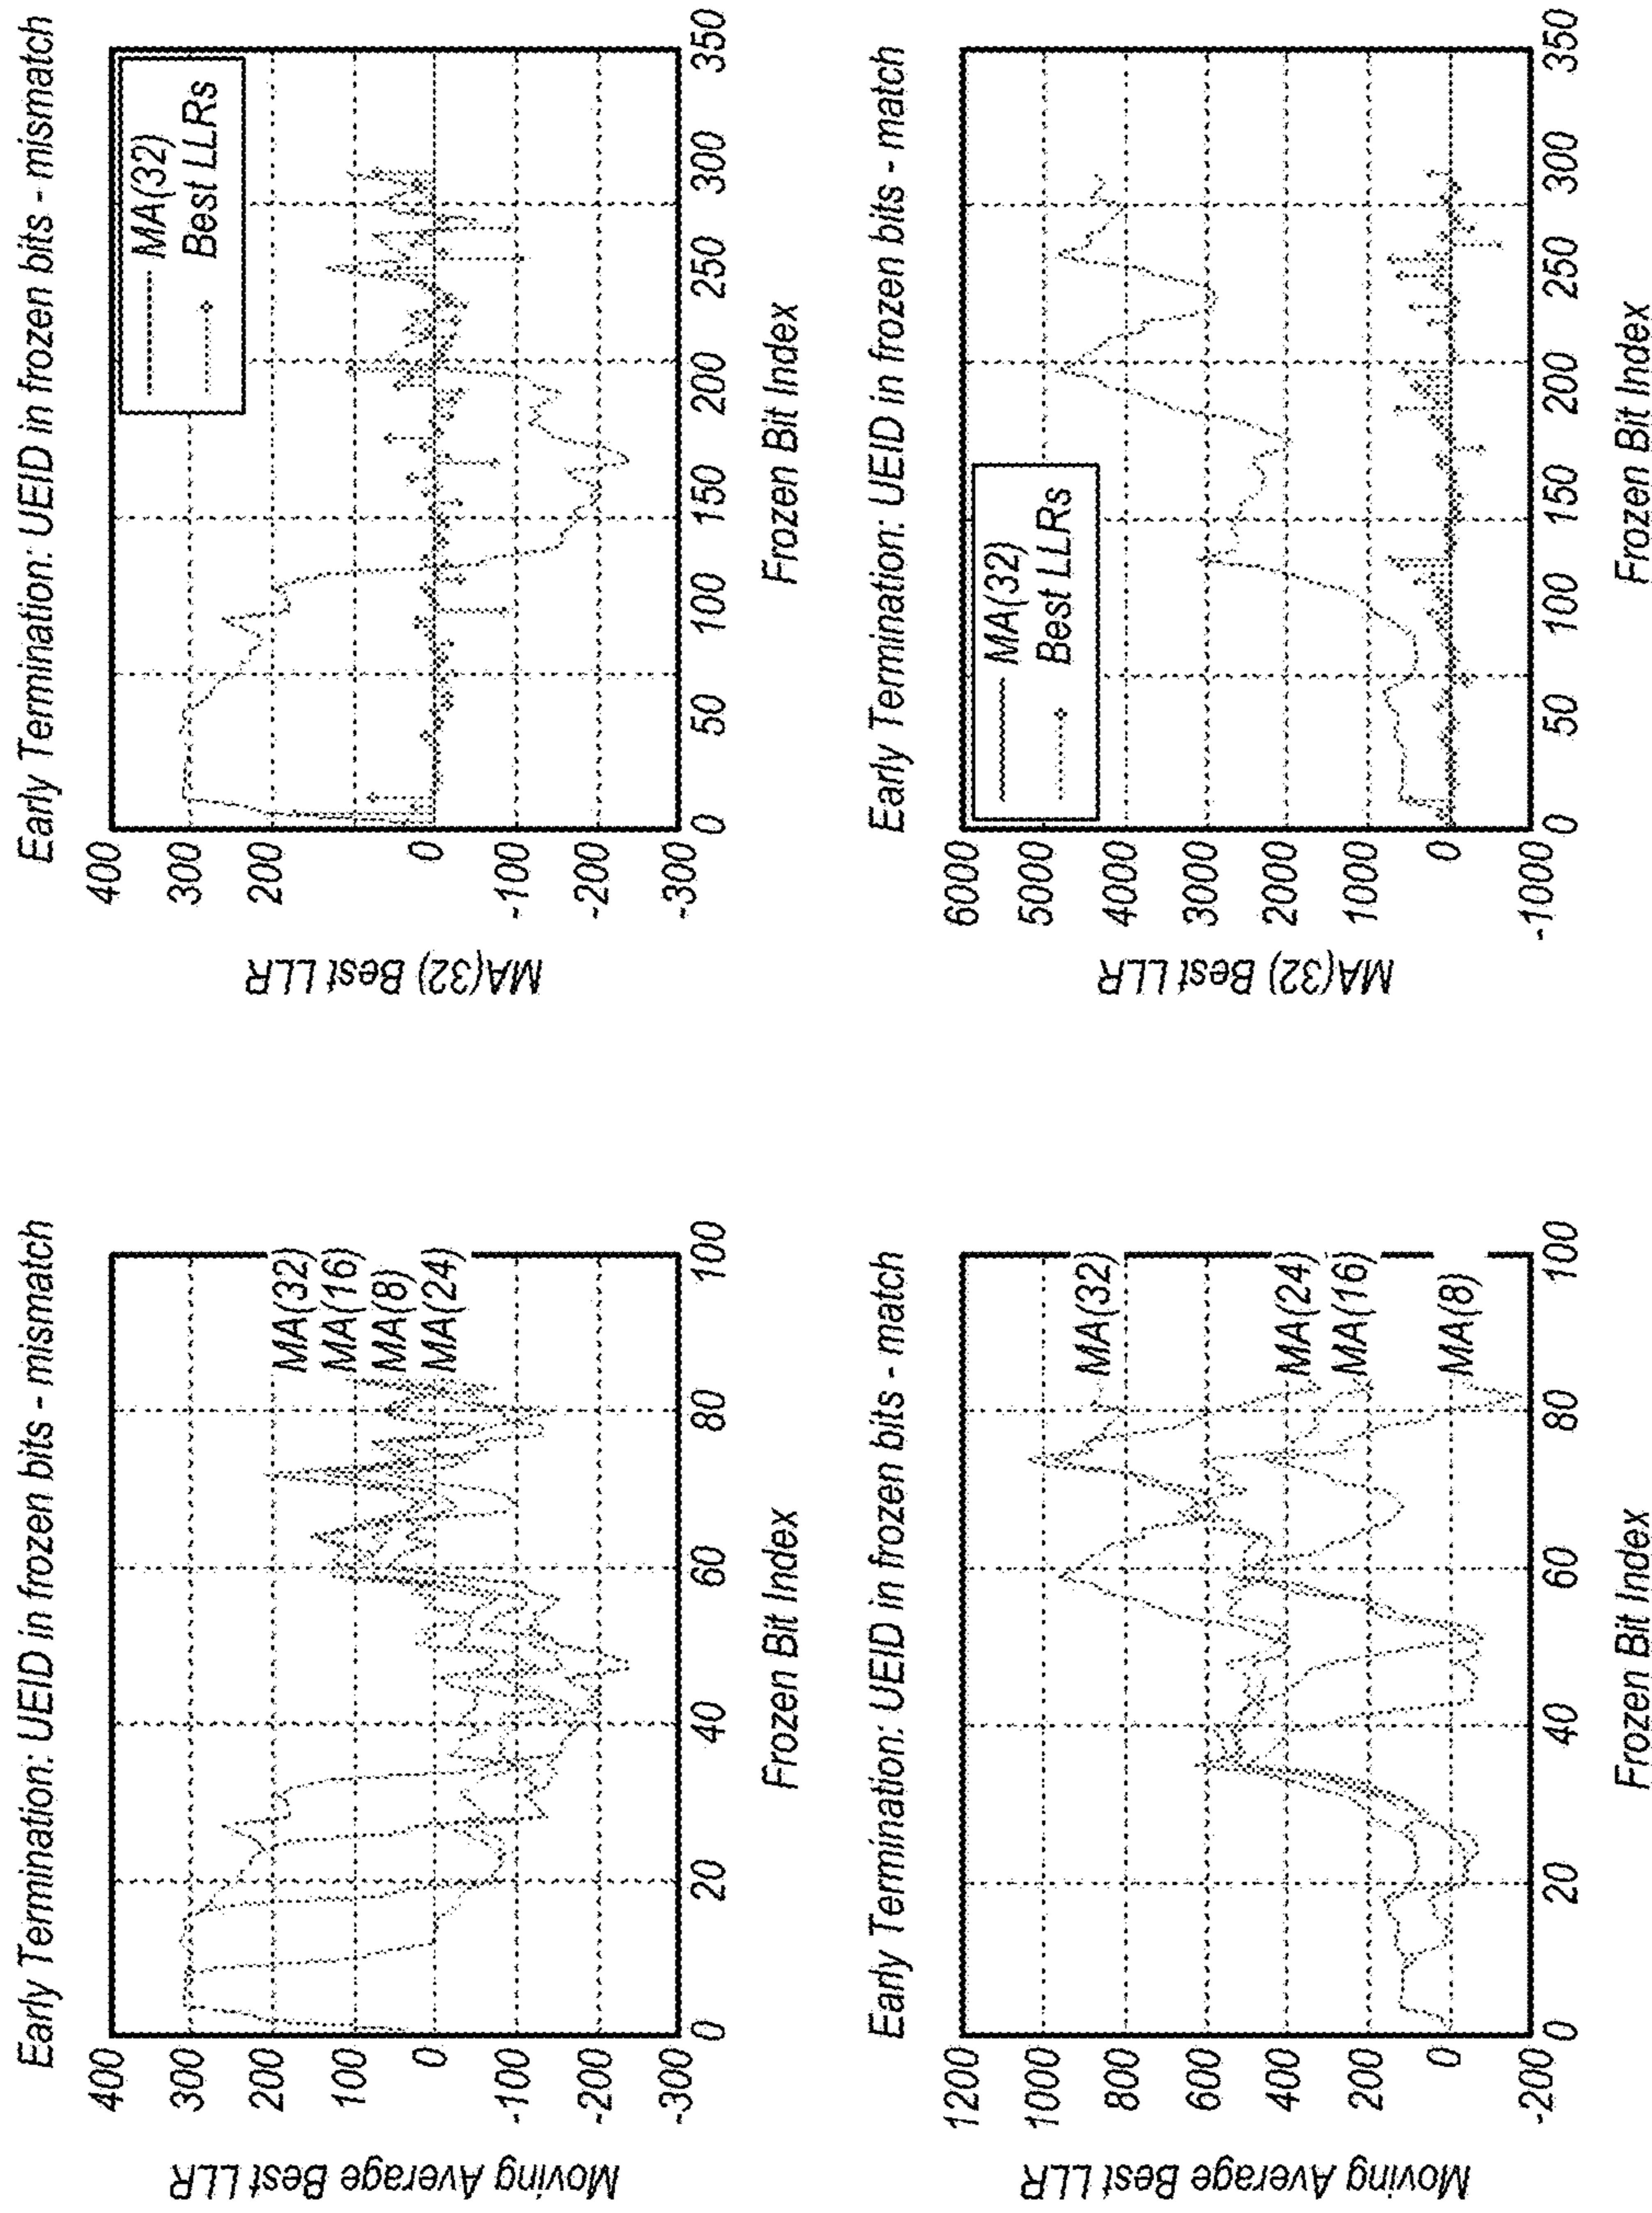 Early Termination: UEID in frozen bits - mismatch
Moving Average Best LLR
400
300
200
100
0
-100
-200
-300
MA(32)
MA(16)
MA(8)
MA(24)
0
20
40
60
80
100
Frozen Bit Index
Early Termination: UEID in frozen bits - mismatch
MA(32) Best LLR
400
300
200
0
-100
-200
-300
MA(32)
Best LLRs
0
50
100
150
200
250
300
350
Frozen Bit Index
Early Termination: UEID in frozen bits - match
Moving Average Best LLR
1200
1000
800
600
400
200
0
-200
MA(32)
MA(24)
MA(16)
MA(8)
0
20
40
60
80
100
Frozen Bit Index
Early Termination: UEID in frozen bits - match
MA(32) Best LLR
6000
5000
4000
3000
2000
1000
0
-1000
MA(32)
Best LLRs
0
50
100
150
200
250
300
350
Frozen Bit Index